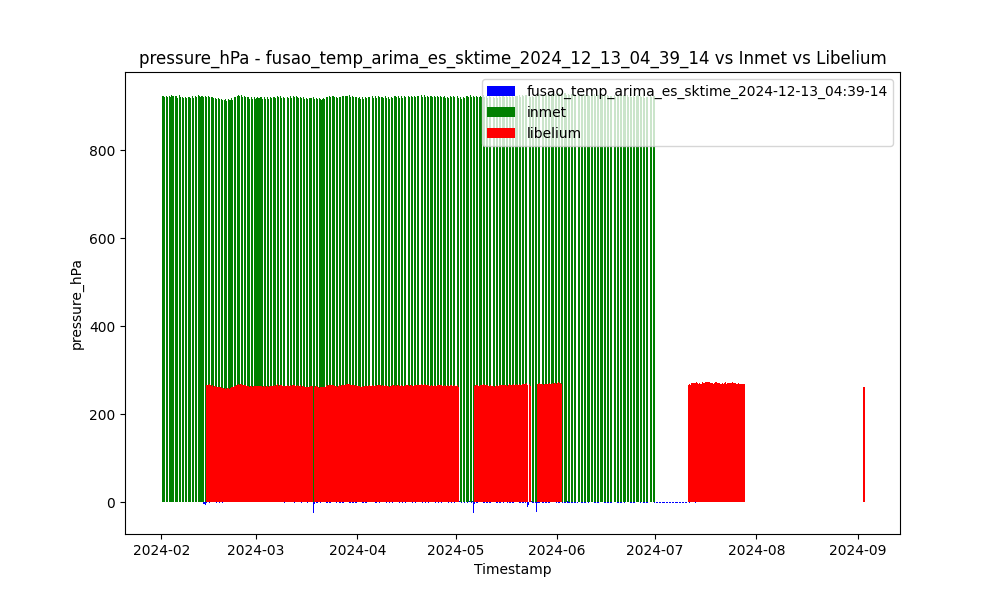 pressure_hPa - fusao_temp_arima_es_sktime_2024_12_13_04_39_14 vs Inmet vs Libelium
fusao_temp_arima_es_sktime_2024-12-13_04:39-14
inmet
libelium
800
600
400
200
0
pressure_hPa
2024-02 2024-03 2024-04 2024-05 2024-06 2024-07 2024-08 2024-09
Timestamp